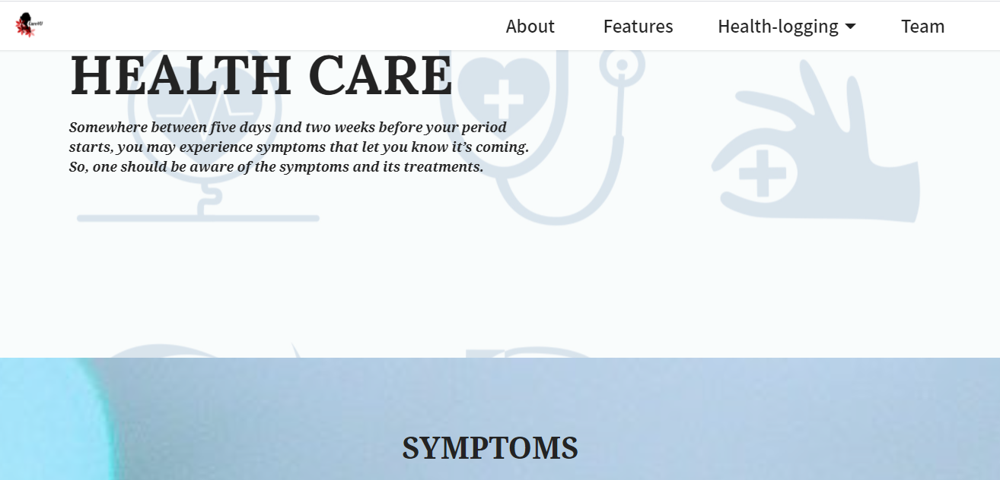 Care4U
About
Features
Health-logging
Team
HEALTH CARE
Somewhere between five days and two weeks before your period
starts, you may experience symptoms that let you know it’s coming.
So, one should be aware of the symptoms and its treatments.
SYMPTOMS